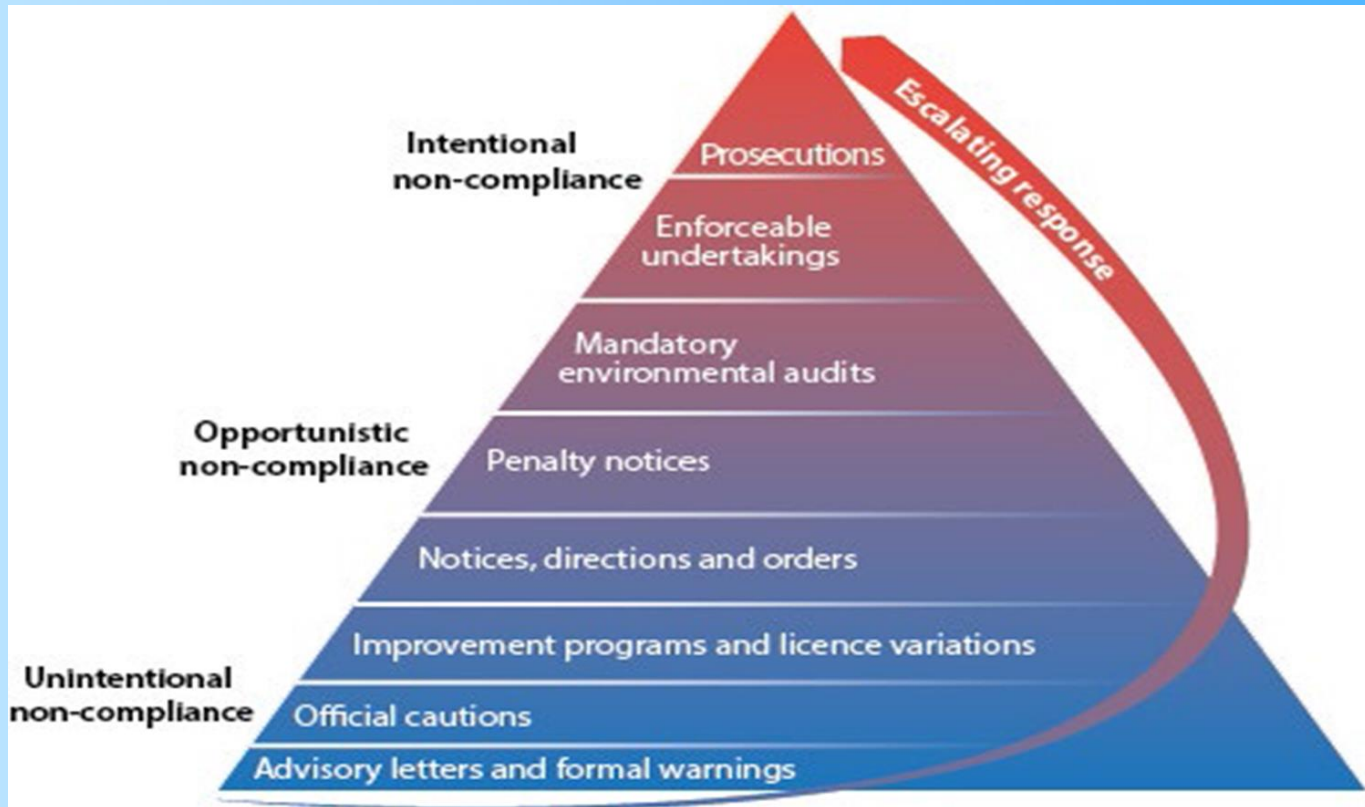 Intentional
non-compliance
Prosecutions
Escalating response
Enforceable
undertakings
Mandatory
environmental audits
Opportunistic
non-compliance
Penalty notices
Notices, directions and orders
Improvement programs and licence variations
Unintentional
non-compliance
Official cautions
Advisory letters and formal warnings